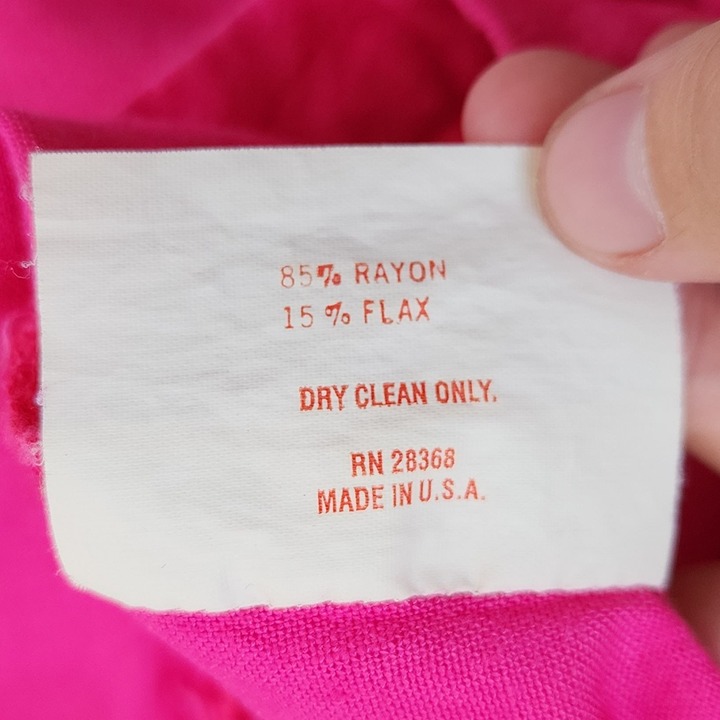 85% RAYON
15% FLAX
DRY CLEAN ONLY.
RN 28368
MADE IN U.S.A.